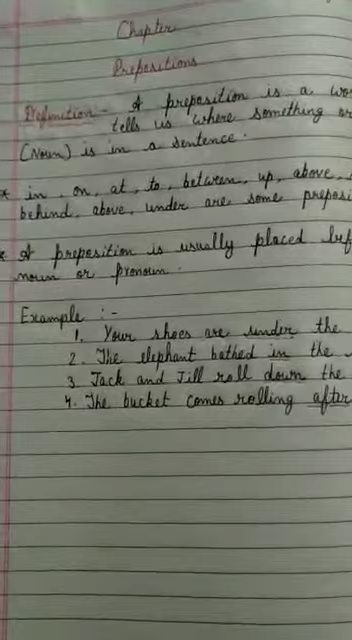 Chapter
Prepositions
Definition - A preposition is a
tells us where something or
(Noun) is in a sentence.
* in, on, at, to, between, up, above,
behind, above, under are some
* A preposition is usually placed
noun or pronoun.
Example :-
1. Your shoes are under the
2. The elephant bathed in the
3 Jack and Jill roll down the
4. The bucket comes rolling after